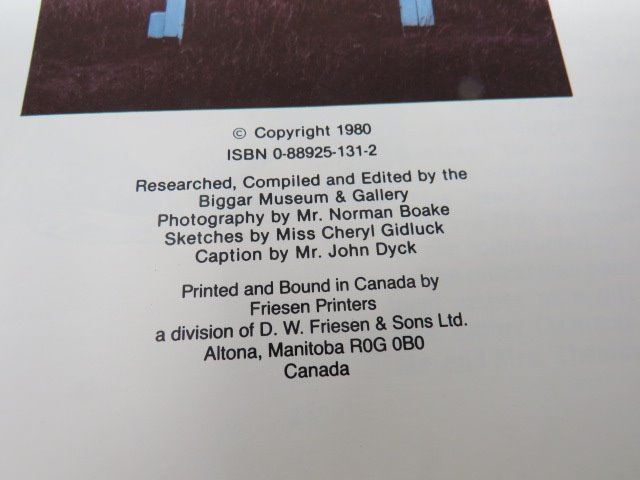 © Copyright 1980
ISBN 0-88925-131-2
Researched, Compiled and Edited by the
Biggar Museum & Gallery
Photography by Mr. Norman Boake
Sketches by Miss Cheryl Gidluck
Caption by Mr. John Dyck
Printed and Bound in Canada by
Friesen Printers
a division of D. W. Friesen & Sons Ltd.
Altona, Manitoba R0G 0B0
Canada